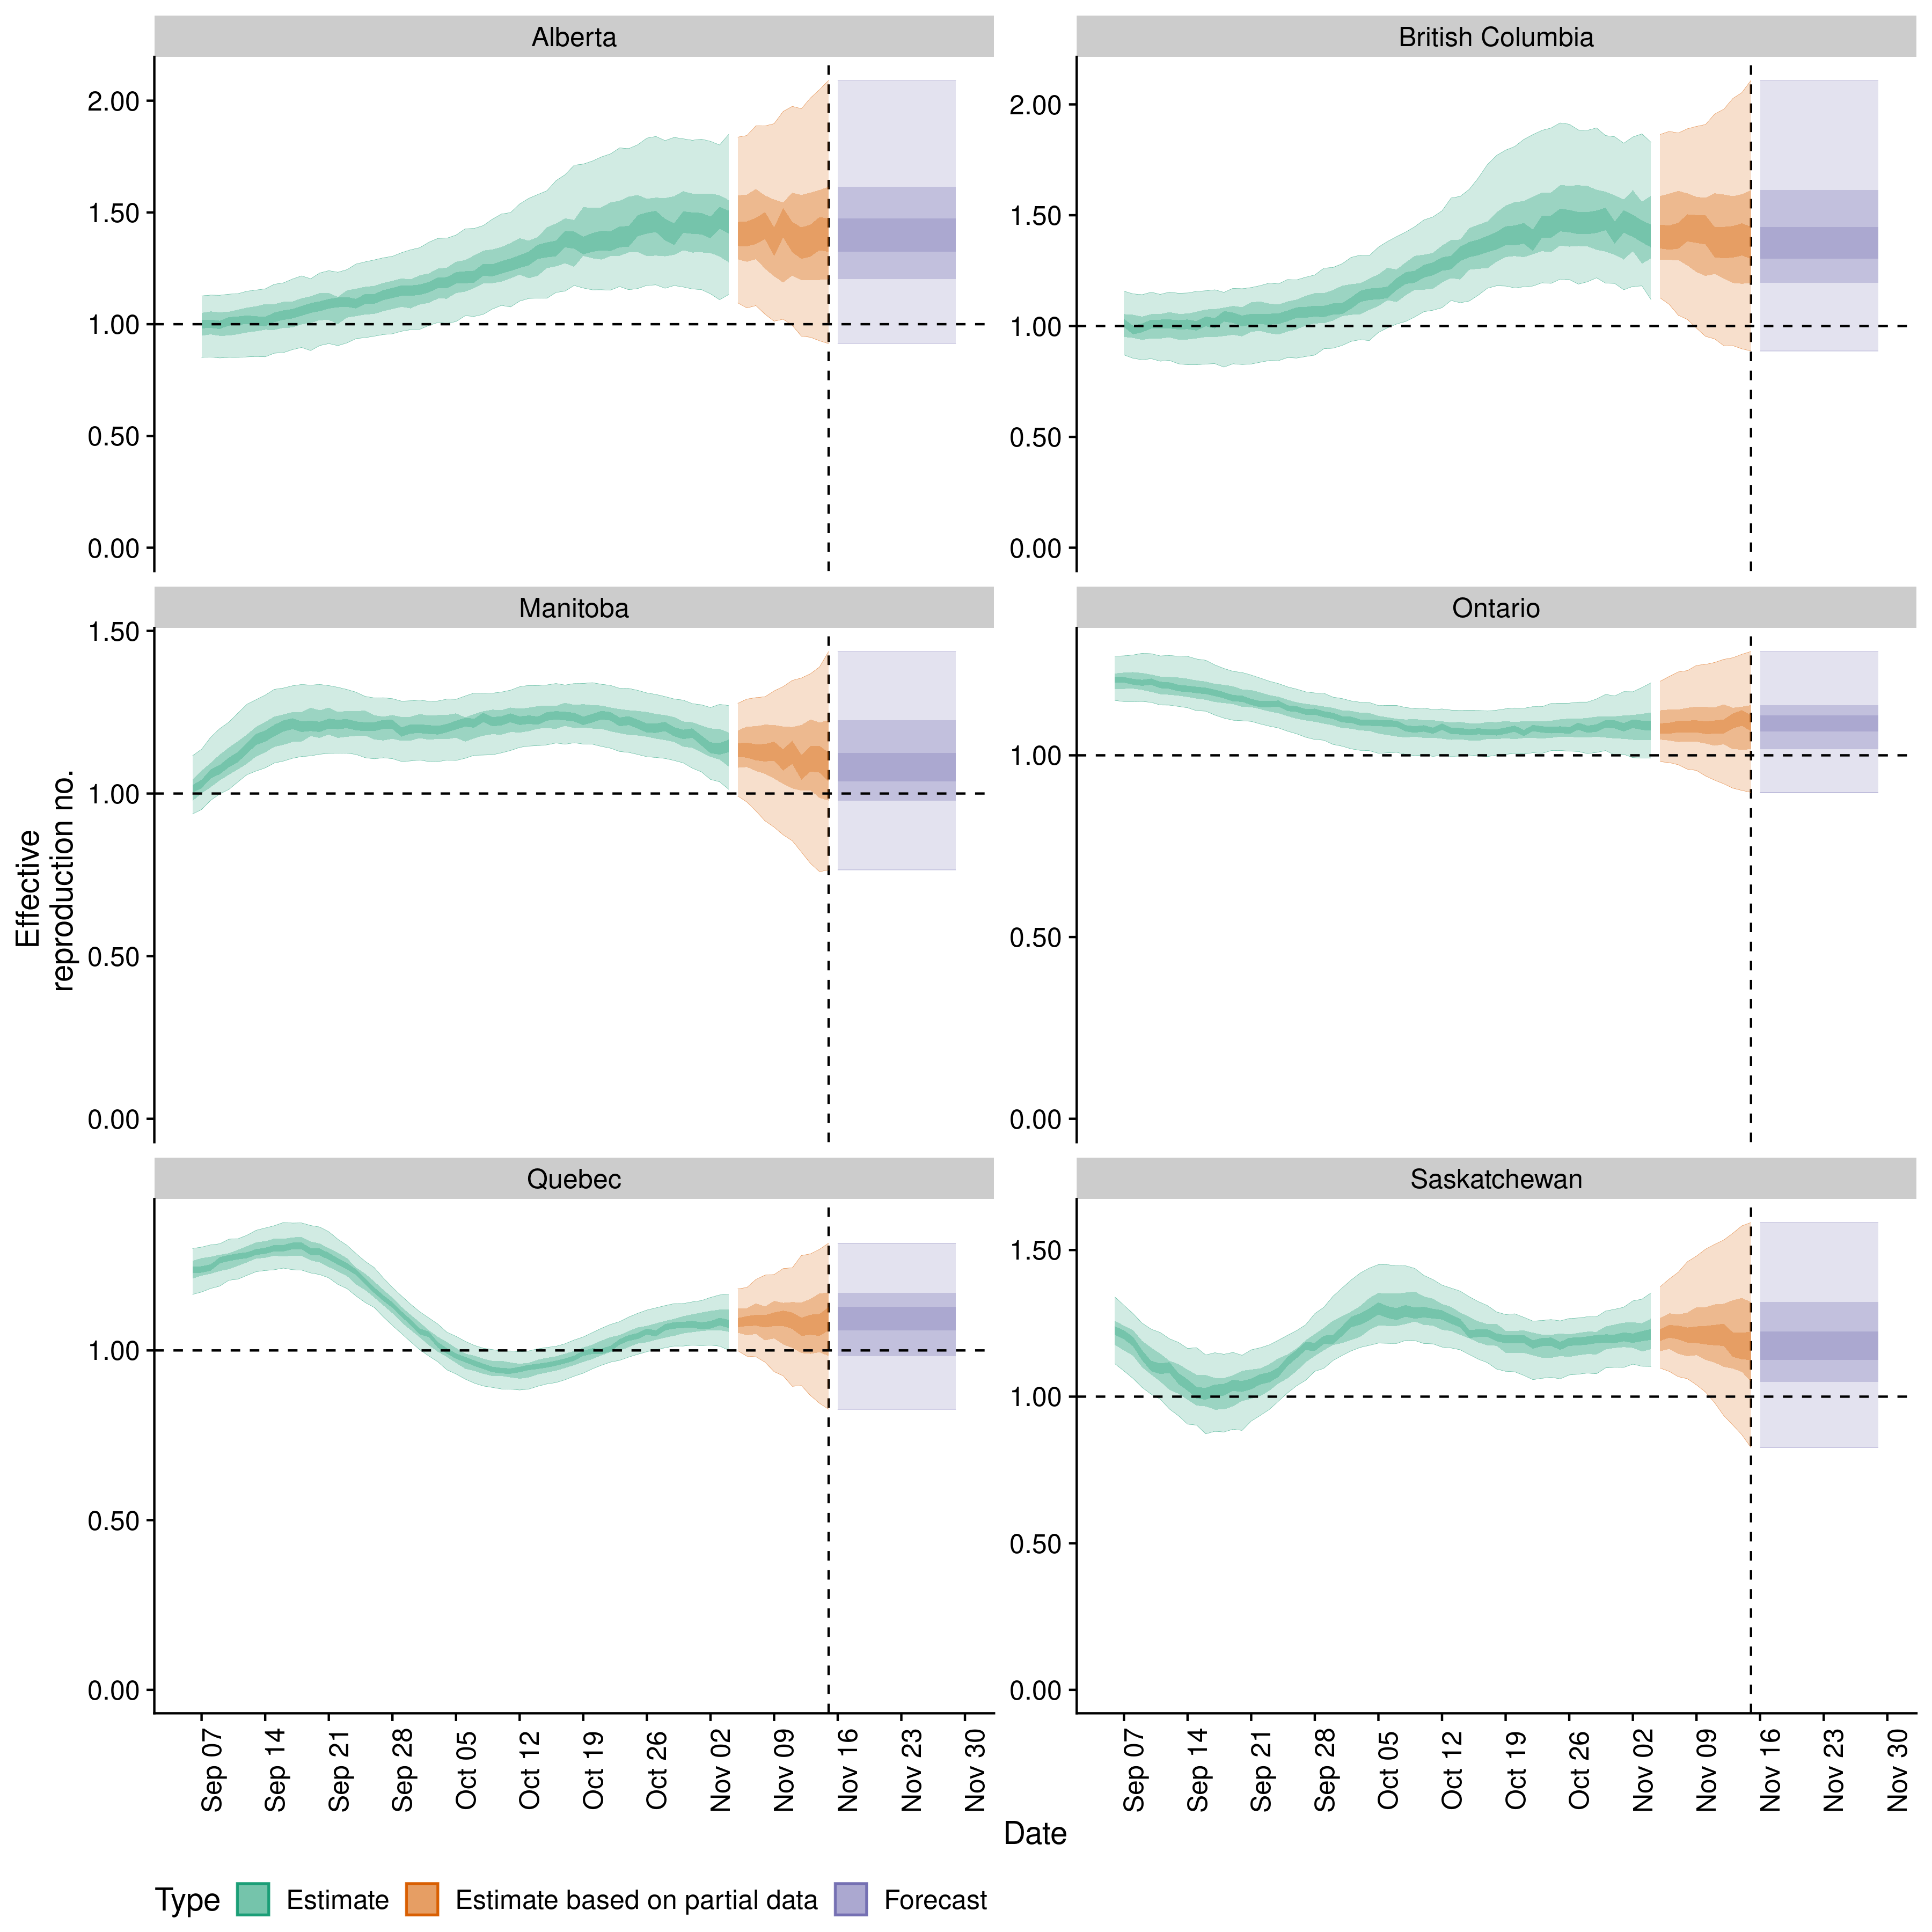 Alberta
British Columbia
2.00
1.50
1.00
0.50
0.00
2.00
1.50
1.00
0.50
0.00
Manitoba
Ontario
1.50
1.00
0.50
0.00
1.00
0.50
0.00
Effective
reproduction no.
Quebec
Saskatchewan
1.00
0.50
0.00
1.50
1.00
0.50
0.00
Sep 07
Sep 14
Sep 21
Sep 28
Oct 05
Oct 12
Oct 19
Oct 26
Nov 02
Nov 09
Nov 16
Nov 23
Nov 30
Sep 07
Sep 14
Sep 21
Sep 28
Oct 05
Oct 12
Oct 19
Oct 26
Nov 02
Nov 09
Nov 16
Nov 23
Nov 30
Date
Type Estimate Estimate based on partial data Forecast